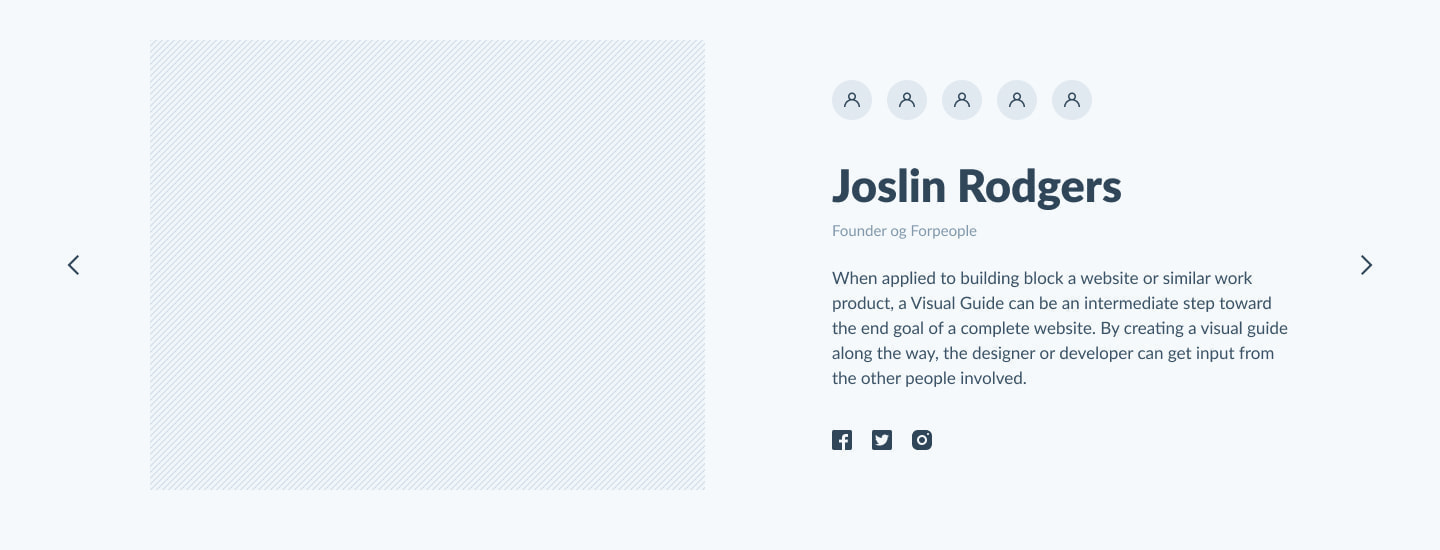 Joslin Rodgers
Founder og Forpeople
When applied to building block a website or similar work
product, a Visual Guide can be an intermediate step toward
the end goal of a complete website. By creating a visual guide
along the way, the designer or developer can get input from
the other people involved.